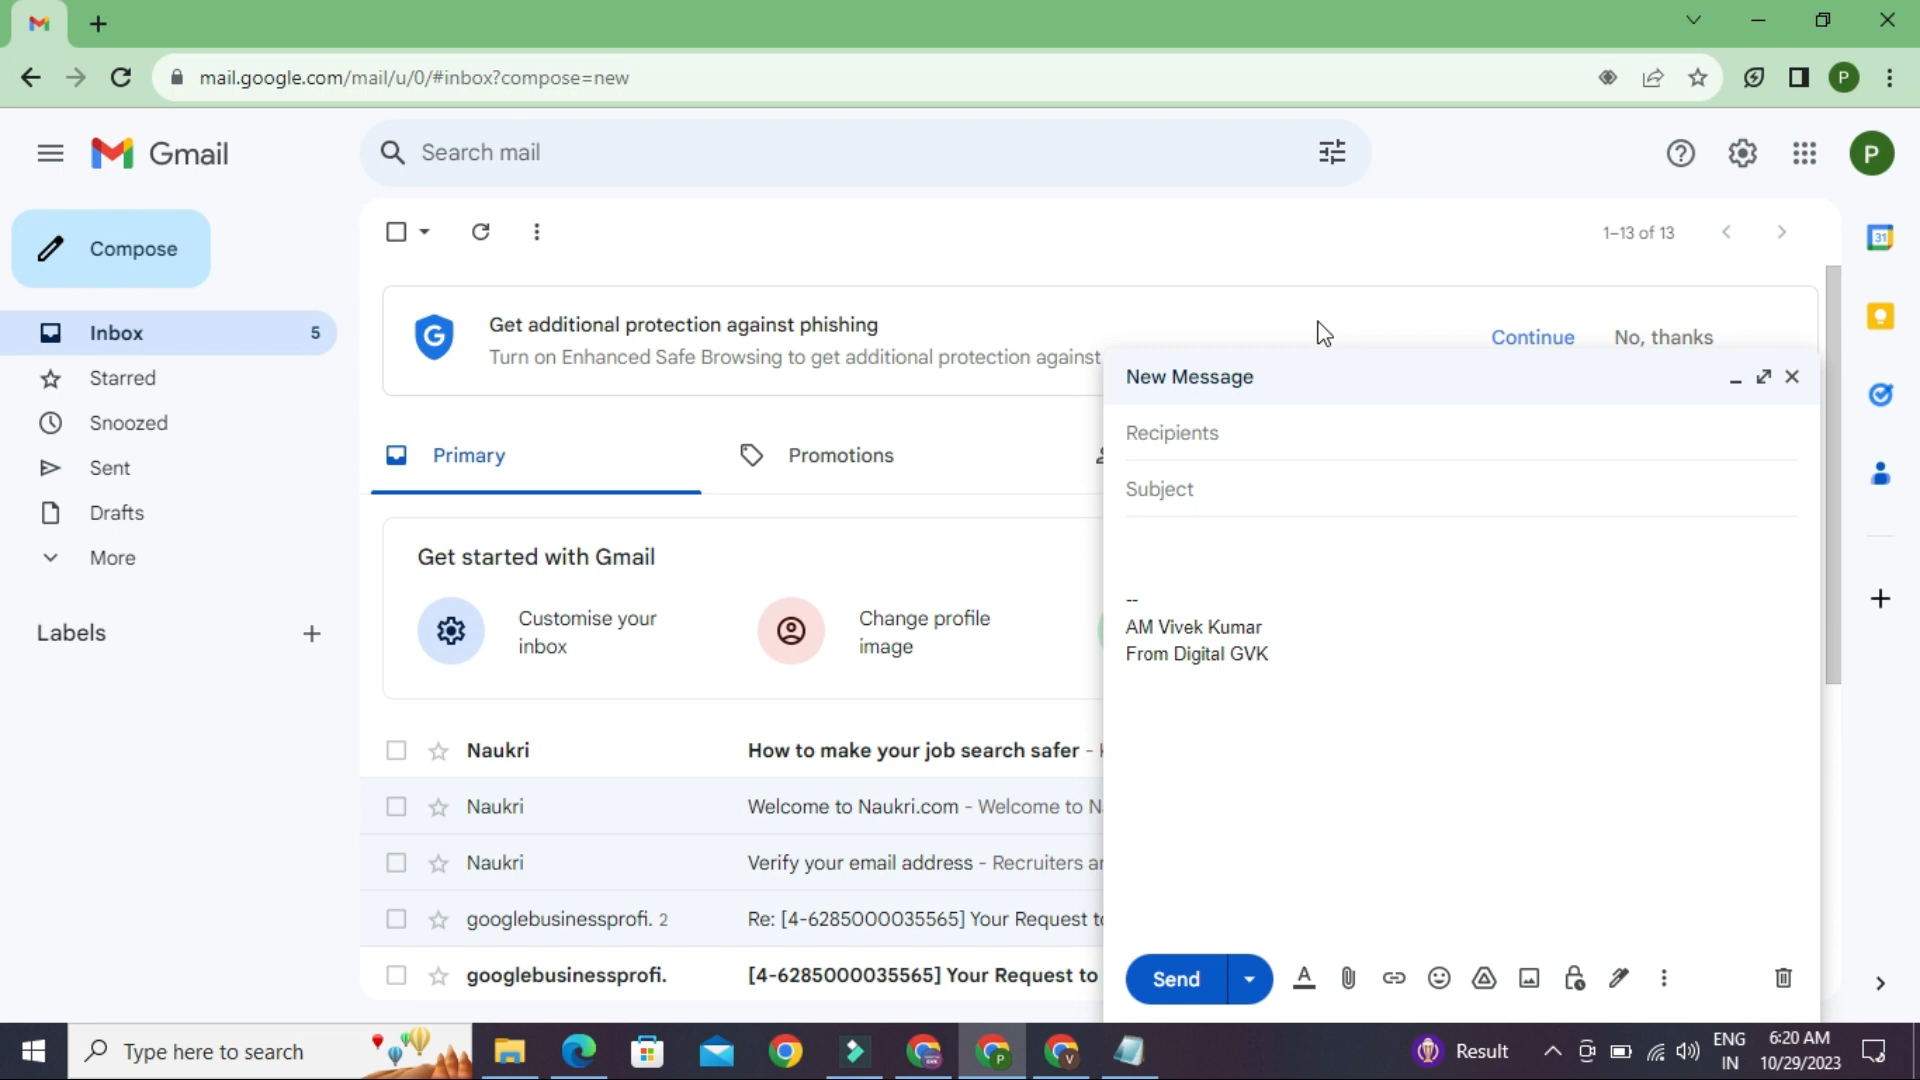 mail.google.com/mail/u/0/#inbox?compose=new
P
Gmail
Search mail
P
Compose
1–13 of 13
31
Inbox 5
Starred
Snoozed
Sent
Drafts
More
Labels
G
Get additional protection against phishing
Turn on Enhanced Safe Browsing to get additional protection against
Continue
No, thanks
Primary
Promotions
Get started with Gmail
Customise your
inbox
Change profile
image
Naukri How to make your job search safer -
Naukri Welcome to Naukri.com - Welcome to N
Naukri Verify your email address - Recruiters a
googlebusinessprofi. 2 Re: [4-6285000035565] Your Request t
googlebusinessprofi. [4-6285000035565] Your Request to
New Message
Recipients
Subject
--
AM Vivek Kumar
From Digital GVK
Send
A
Type here to search
P
V
Result
ENG
IN
6:20 AM
10/29/2023